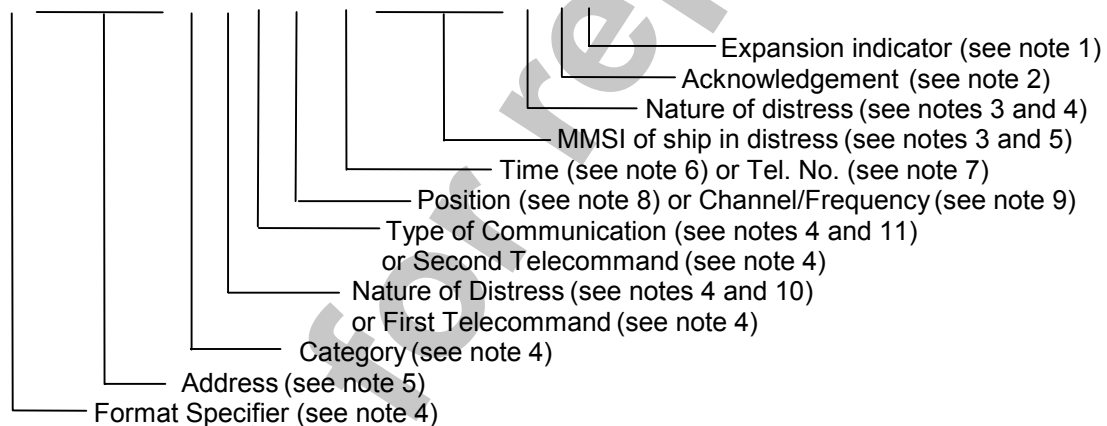 Expansion indicator (see note 1)
Acknowledgement (see note 2)
Nature of distress (see notes 3 and 4)
MMSI of ship in distress (see notes 3 and 5)
Time (see note 6) or Tel. No. (see note 7)
Position (see note 8) or Channel/Frequency (see note 9)
Type of Communication (see notes 4 and 11)
or Second Telecommand (see note 4)
Nature of Distress (see notes 4 and 10)
or First Telecommand (see note 4)
Category (see note 4)
Address (see note 5)
Format Specifier (see note 4)
for re